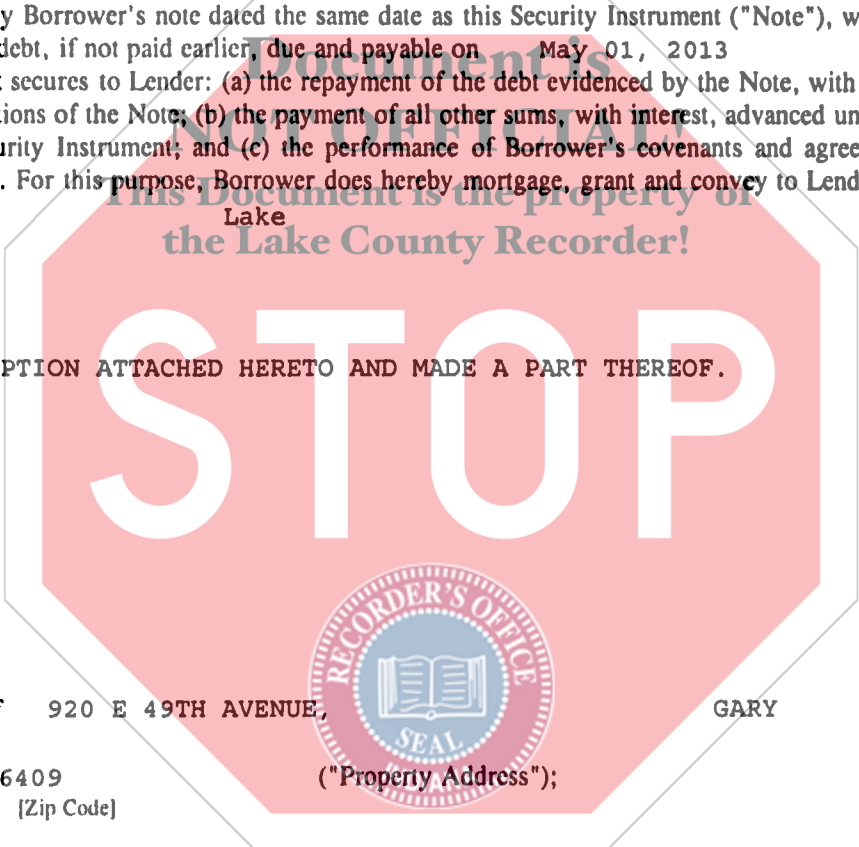 y Borrower's note dated the same date as this Security Instrument ("Note"), w
debt, if not paid earlier, due and payable on May 01, 2013
Document is
t secures to Lender: (a) the repayment of the debt evidenced by the Note, with
tions of the Note; (b) the payment of all other sums, with interest, advanced un
NOT OFFICIAL!
urity Instrument; and (c) the performance of Borrower's covenants and agree
. For this purpose, Borrower does hereby mortgage, grant and convey to Lend
This Document is the property of
Lake
the Lake County Recorder!
PTION ATTACHED HERETO AND MADE A PART THEREOF.
STOP
RECORDER'S OFFICE
920 E 49TH AVENUE, GARY
SEAL
INDIANA
6409 ("Property Address");
[Zip Code]